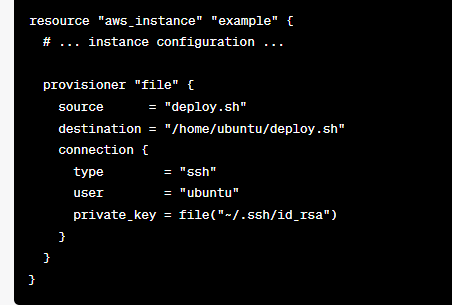 resource "aws_instance" "example" {
  # ... instance configuration ...

  provisioner "file" {
    source      = "deploy.sh"
    destination = "/home/ubuntu/deploy.sh"
    connection {
      type        = "ssh"
      user        = "ubuntu"
      private_key = file("~/.ssh/id_rsa")
    }
  }
}